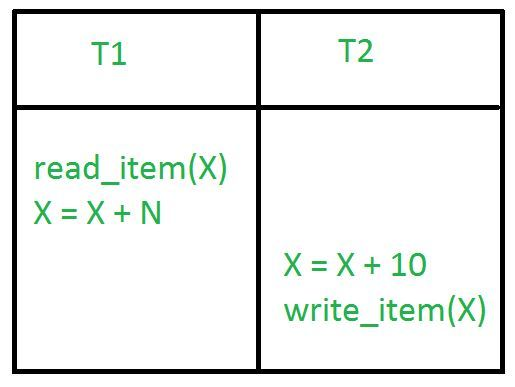 T1
T2
read_item(X)
X = X + N
X = X + 10
write_item(X)